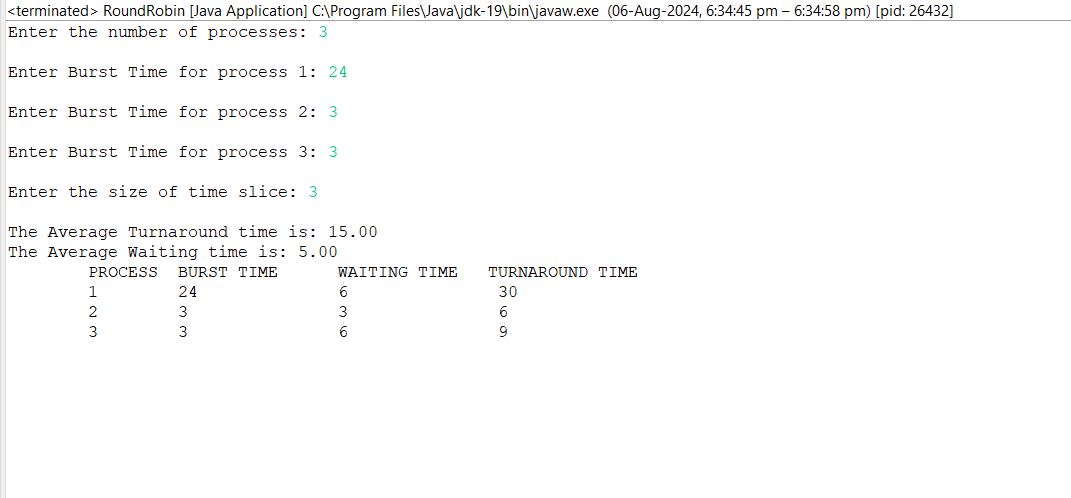 <terminated> RoundRobin [Java Application] C:\Program Files\Java\jdk-19\bin\javaw.exe (06-Aug-2024, 6:34:45 pm – 6:34:58 pm) [pid: 26432]
Enter the number of processes: 3
Enter Burst Time for process 1: 24
Enter Burst Time for process 2: 3
Enter Burst Time for process 3: 3
Enter the size of time slice: 3
The Average Turnaround time is: 15.00
The Average Waiting time is: 5.00
PROCESS BURST TIME WAITING TIME TURNAROUND TIME
1 24 6 30
2 3 3 6
3 3 6 9